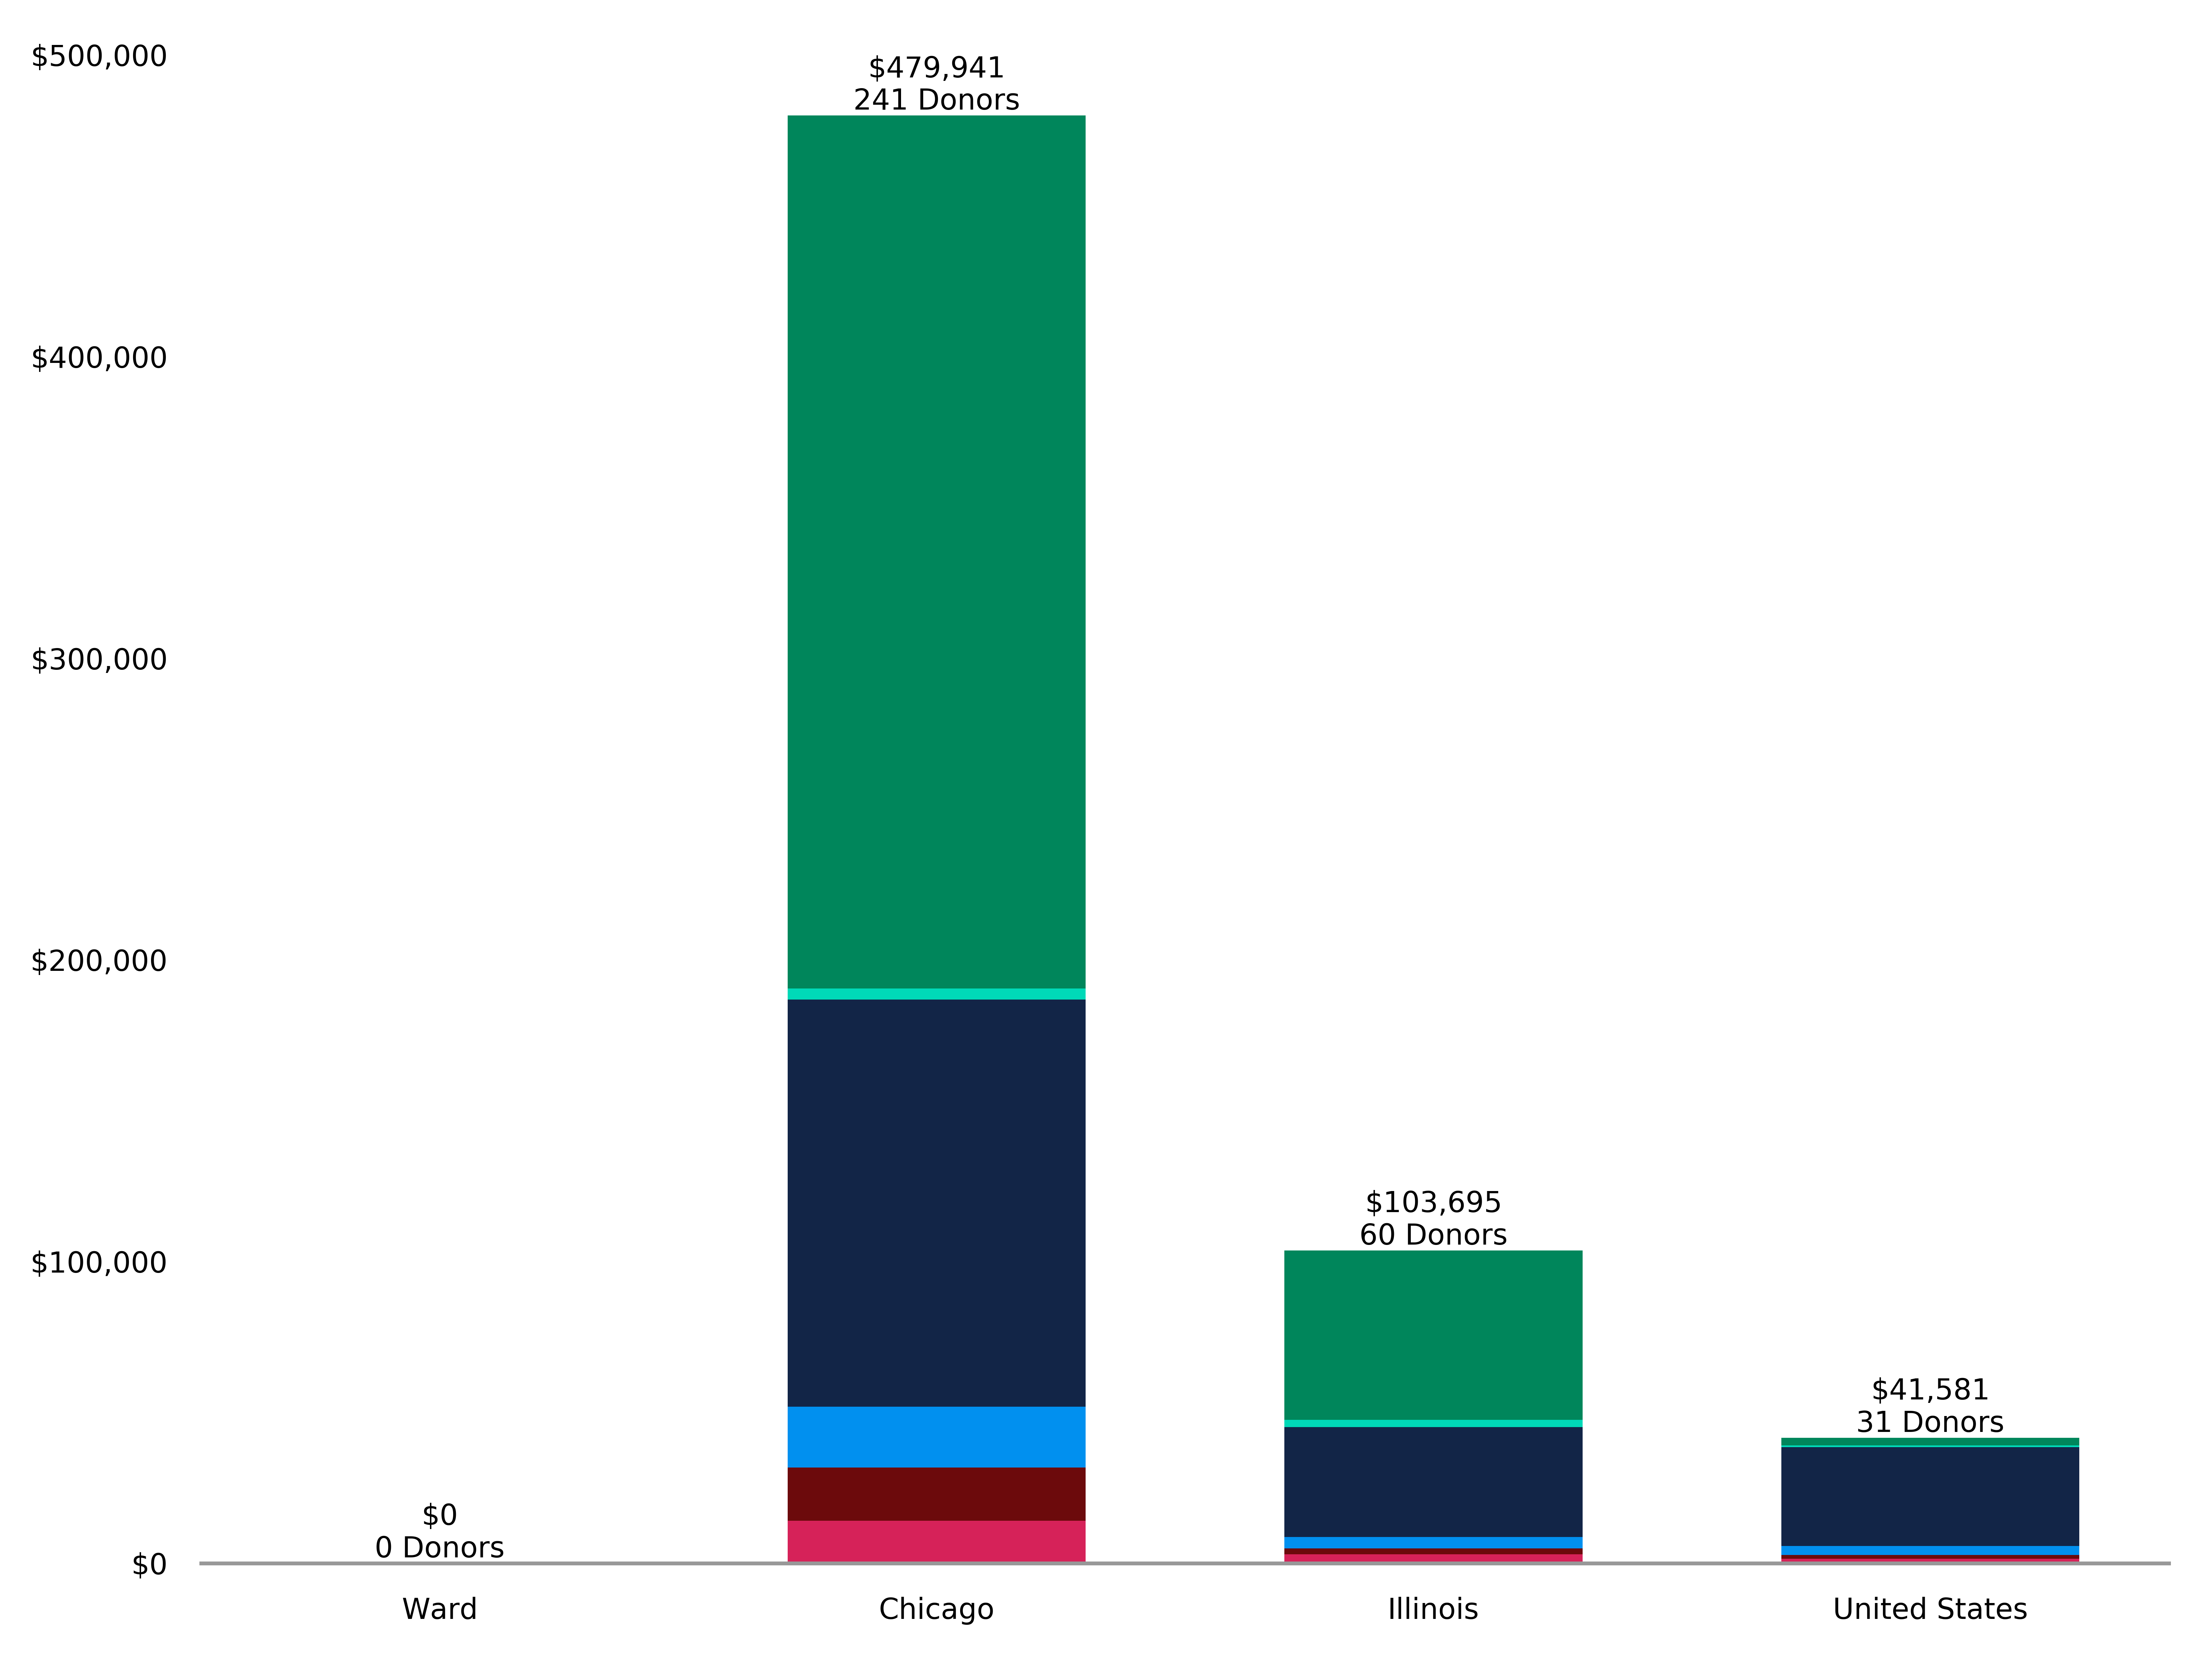 $500,000
$400,000
$300,000
$200,000
$100,000
$0
$0
0 Donors
$479,941
241 Donors
$103,695
60 Donors
$41,581
31 Donors
Ward
Chicago
Illinois
United States